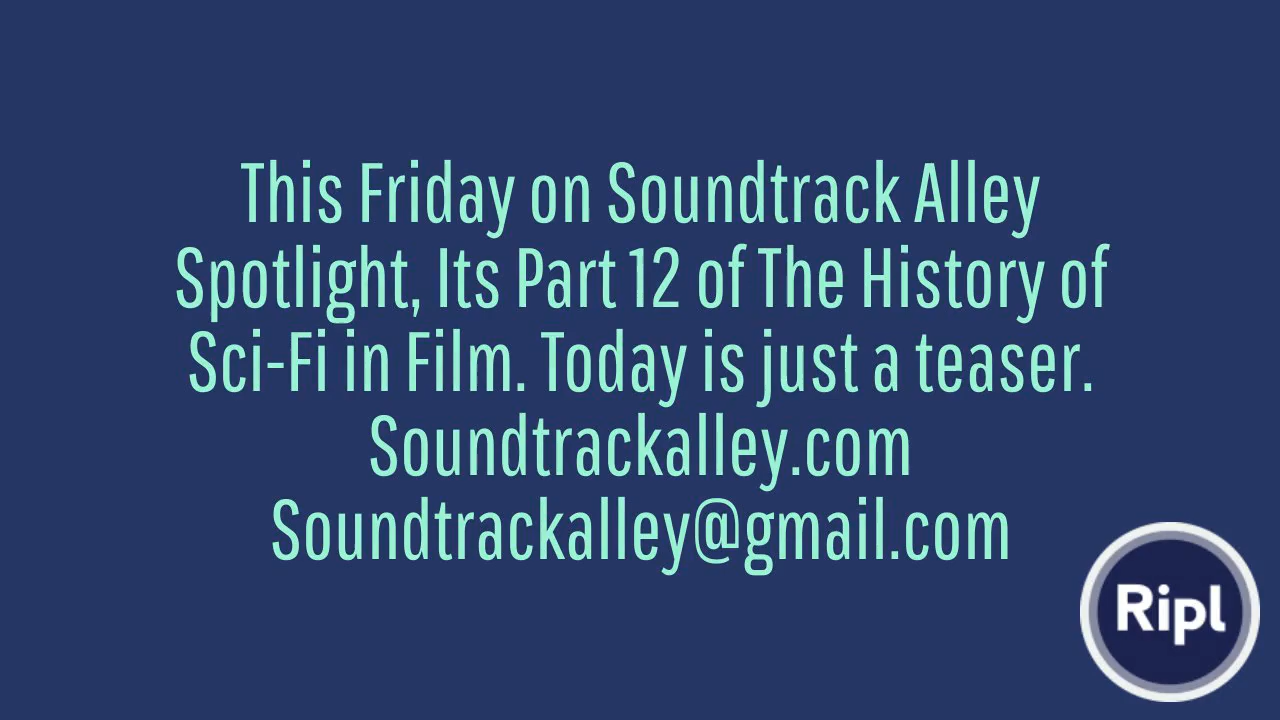 This Friday on Soundtrack Alley
Spotlight, Its Part 12 of The History of
Sci-Fi in Film. Today is just a teaser.
Soundtrackalley.com
Soundtrackalley@gmail.com
Ripl